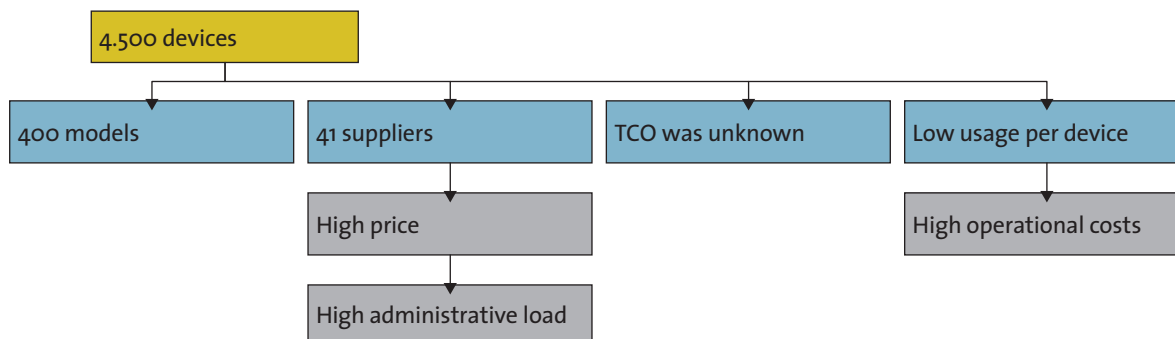 4.500 devices
400 models
41 suppliers
TCO was unknown
Low usage per device
High price
High operational costs
High administrative load